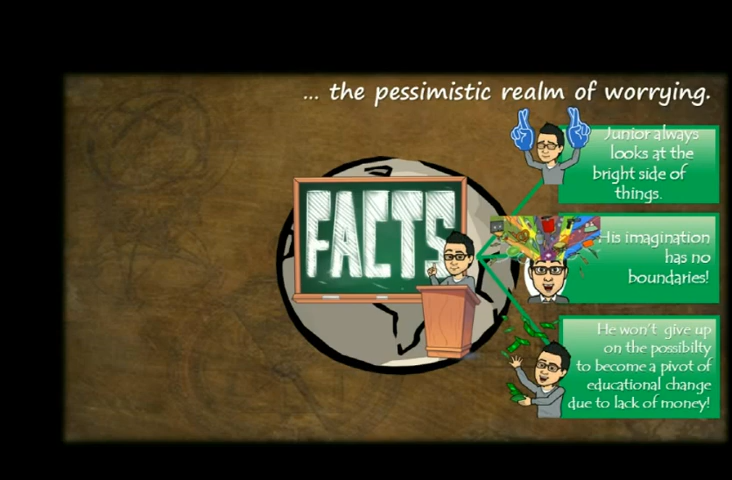 ... the pessimistic realm of worrying.
FACTS
Junior always
looks at the
bright side of
things.
His imagination
has no
boundaries!
He won't give up
on the possibilty
to become a pivot of
educational change
due to lack of money!